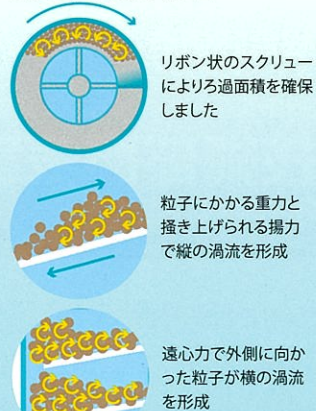 リボン状のスクリュー
によりろ過面積を確保
しました
粒子にかかる重力と
掻き上げられる揚力
で縦の渦流を形成
遠心力で外側に向か
った粒子が横の渦流
を形成